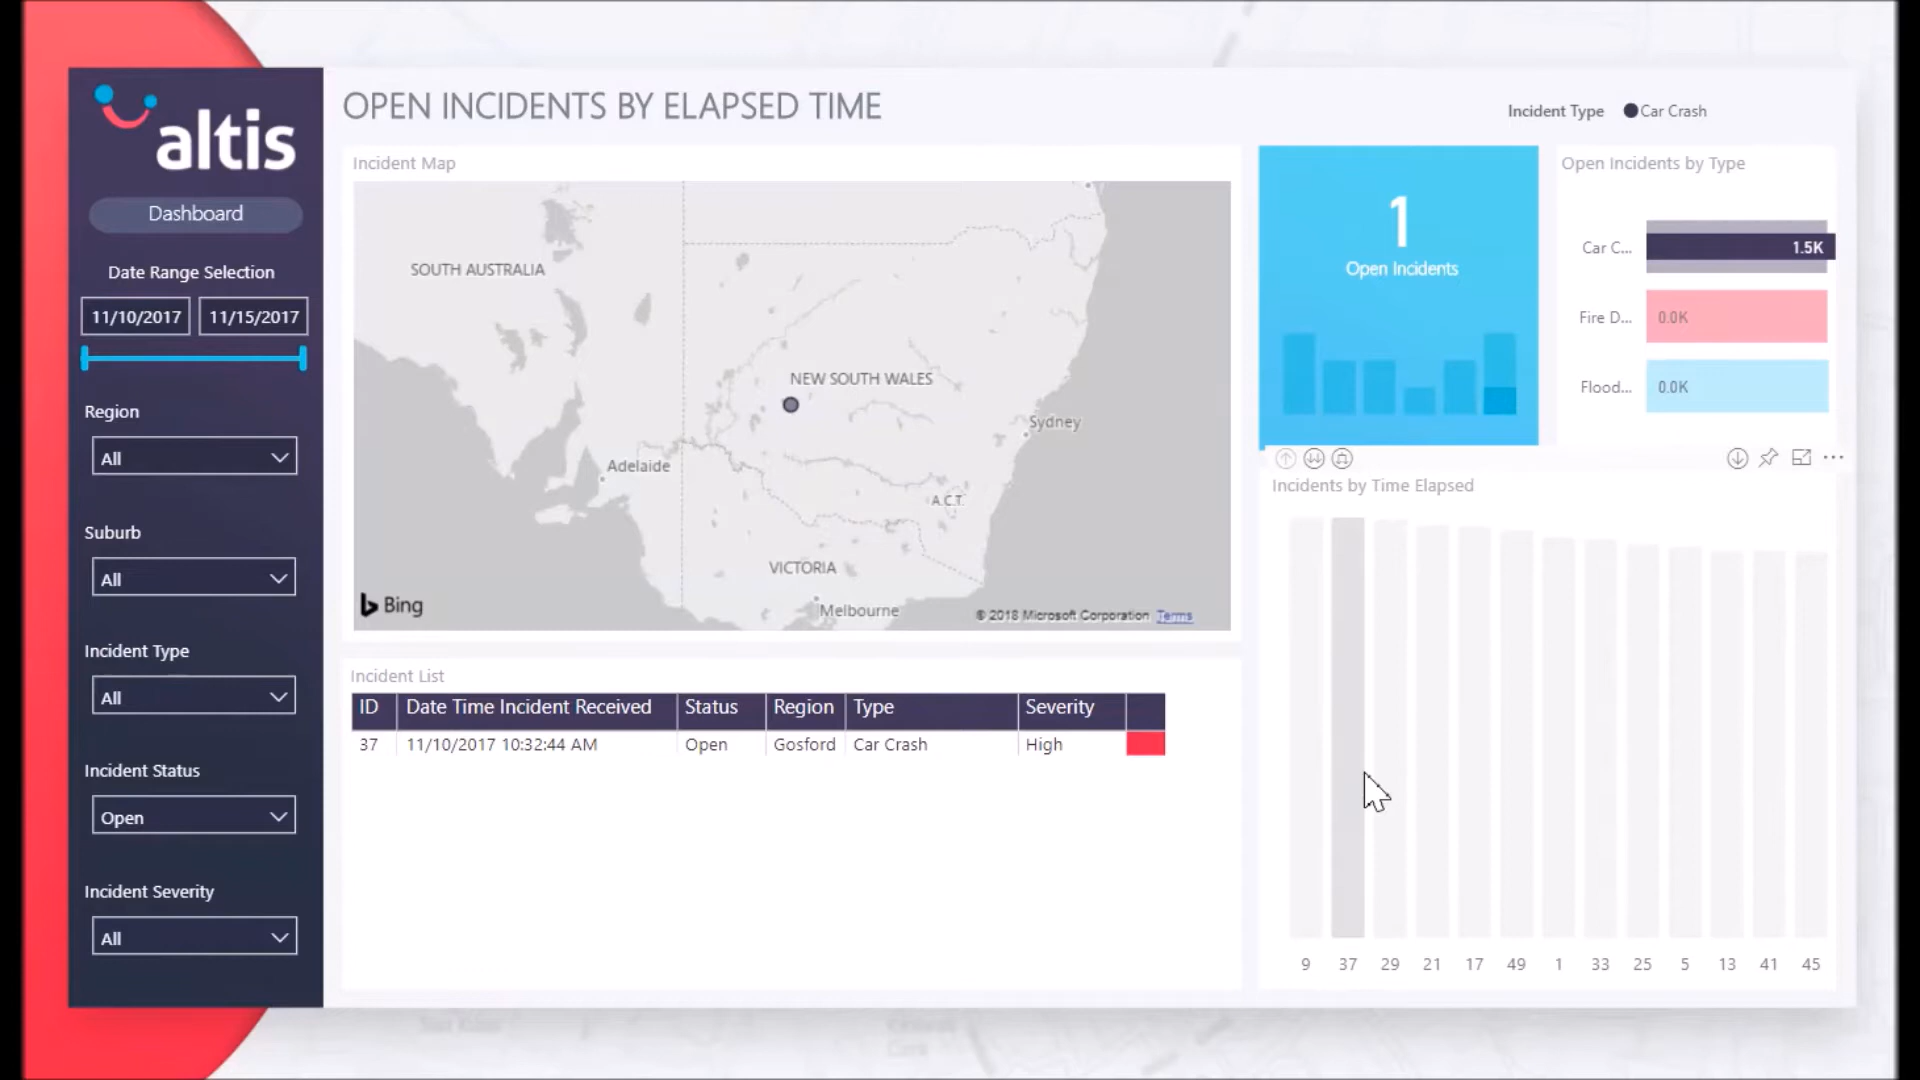 altis
Dashboard
Date Range Selection
11/10/2017
11/15/2017
Region
All
Suburb
All
Incident Type
All
Incident Status
Open
Incident Severity
All
OPEN INCIDENTS BY ELAPSED TIME
Incident Type Car Crash
Incident Map
SOUTH AUSTRALIA
NEW SOUTH WALES
Sydney
Adelaide
A.C.T.
VICTORIA
Melbourne
Bing
© 2018 Microsoft Corporation Terms
1
Open Incidents
Open Incidents by Type
Car C... 1.5K
Fire D... 0.0K
Flood... 0.0K
Incidents by Time Elapsed
9 37 29 21 17 49 1 33 25 5 13 41 45
Incident List
ID Date Time Incident Received Status Region Type Severity
37 11/10/2017 10:32:44 AM Open Gosford Car Crash High